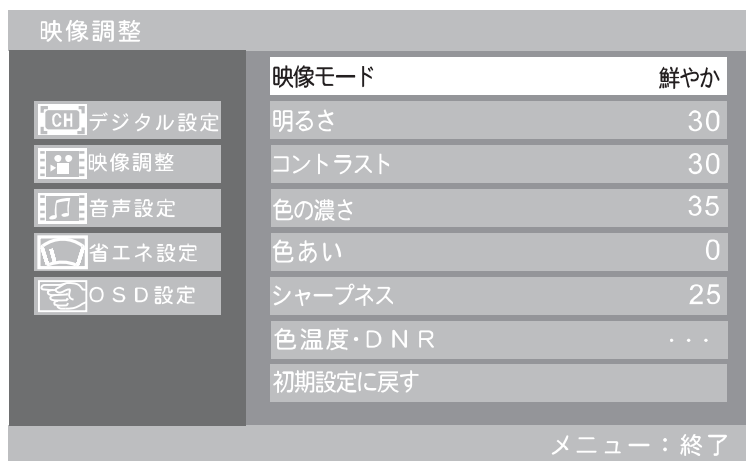 映像調整
CH デジタル設定
映像調整
音声設定
省エネ設定
OSD設定
映像モード 鮮やか
明るさ 30
コントラスト 30
色の濃さ 35
色あい 0
シャープネス 25
色温度・DNR ・・・
初期設定に戻す
メニュー：終了